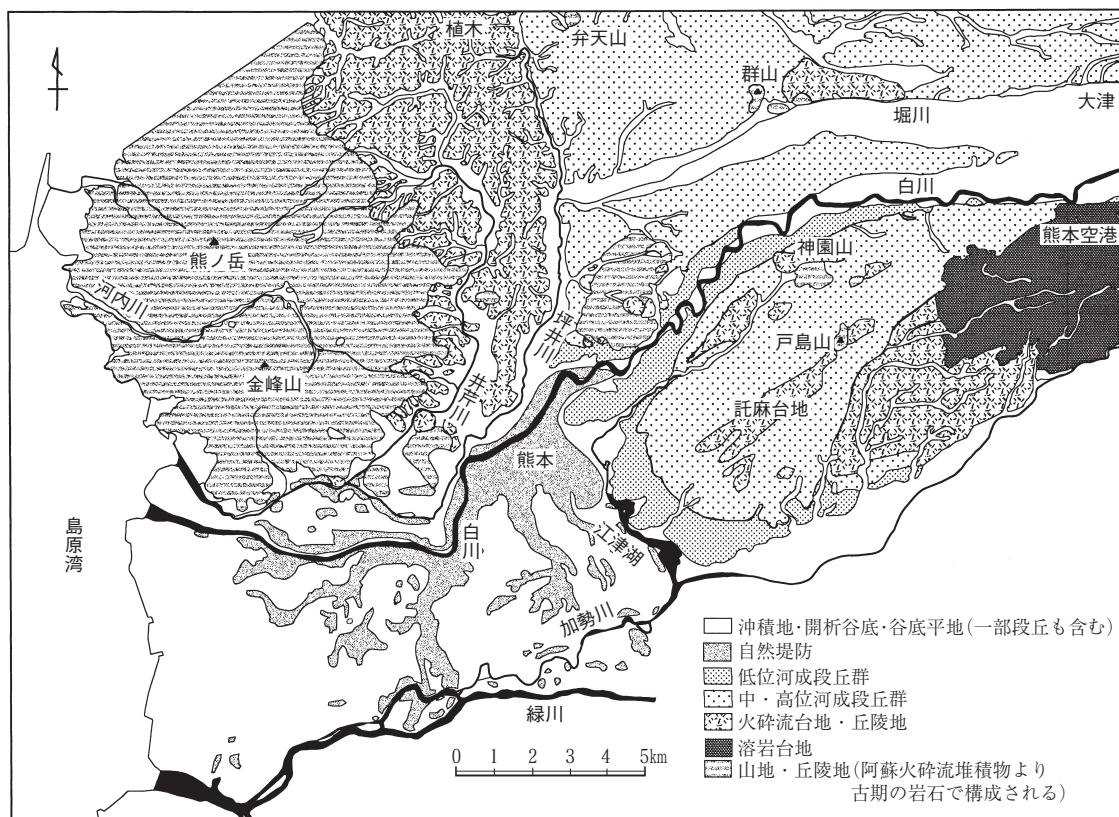 植木
弁天山
群山
大津
堀川
白川
熊本空港
神園山
熊ノ岳
河内川
坪井川
戸島山
金峰山
井芹川
託麻台地
熊本
島原湾
白川
江津湖
加勢川
緑川
0 1 2 3 4 5km
沖積地・開析谷底・谷底平地(一部段丘も含む)
自然堤防
低位河成段丘群
中・高位河成段丘群
火砕流台地・丘陵地
溶岩台地
山地・丘陵地(阿蘇火砕流堆積物より
古期の岩石で構成される)